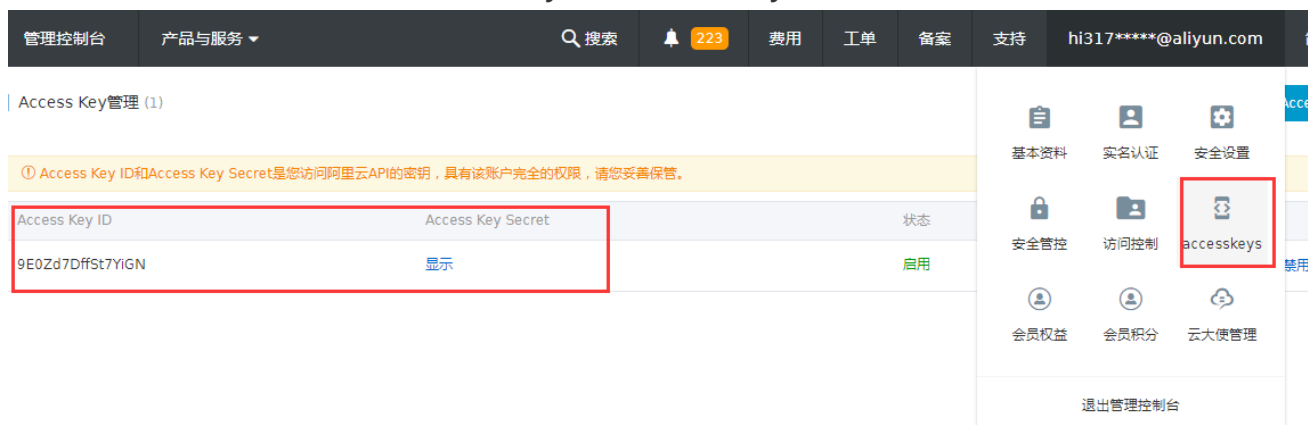 管理控制台 产品与服务 搜索 223 费用 工单 备案 支持 hi317*****@aliyun.com
Access Key管理 (1)
Access Key ID和Access Key Secret是您访问阿里云API的密钥，具有该账户完全的权限，请您妥善保管。
Access Key ID Access Key Secret 状态
9E0Zd7DffSt7YiGN 显示 启用 禁用
基本资料 实名认证 安全设置
安全管控 访问控制 accesskeys
会员权益 会员积分 云大使管理
退出管理控制台